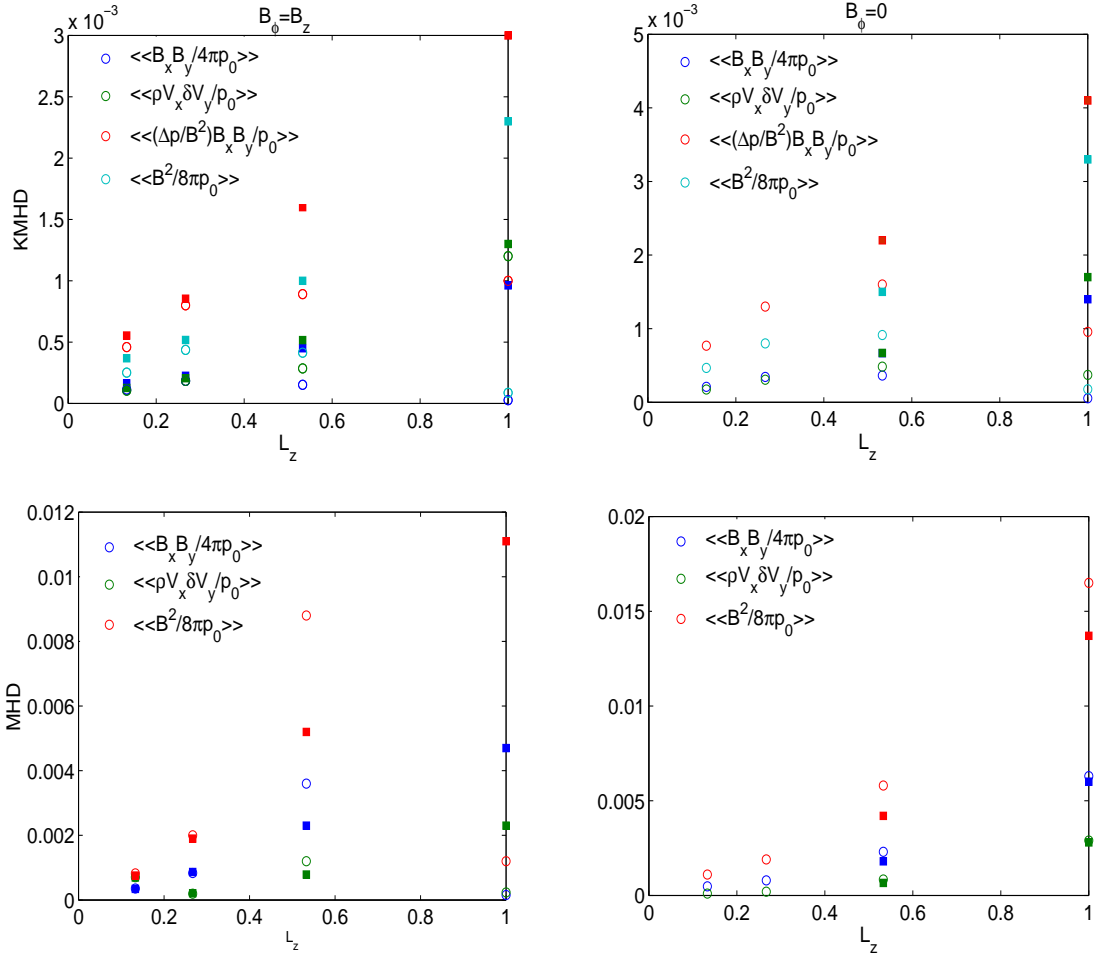 x 10⁻³
B_ϕ=B_z
3
2.5
2
1.5
1
0.5
0
KMHD
<<B_xB_y/4πp_0>>
<<ρV_xδV_y/p_0>>
<<(Δp/B²)B_xB_y/p_0>>
<<B²/8πp_0>>
0 0.2 0.4 0.6 0.8 1
L_z
x 10⁻³
B_ϕ=0
5
4
3
2
1
0
<<B_xB_y/4πp_0>>
<<ρV_xδV_y/p_0>>
<<(Δp/B²)B_xB_y/p_0>>
<<B²/8πp_0>>
0 0.2 0.4 0.6 0.8 1
L_z
0.012
0.01
0.008
0.006
0.004
0.002
0
MHD
<<B_xB_y/4πp_0>>
<<ρV_xδV_y/p_0>>
<<B²/8πp_0>>
0 0.2 0.4 0.6 0.8 1
L_z
0.02
0.015
0.01
0.005
0
<<B_xB_y/4πp_0>>
<<ρV_xδV_y/p_0>>
<<B²/8πp_0>>
0 0.2 0.4 0.6 0.8 1
L_z